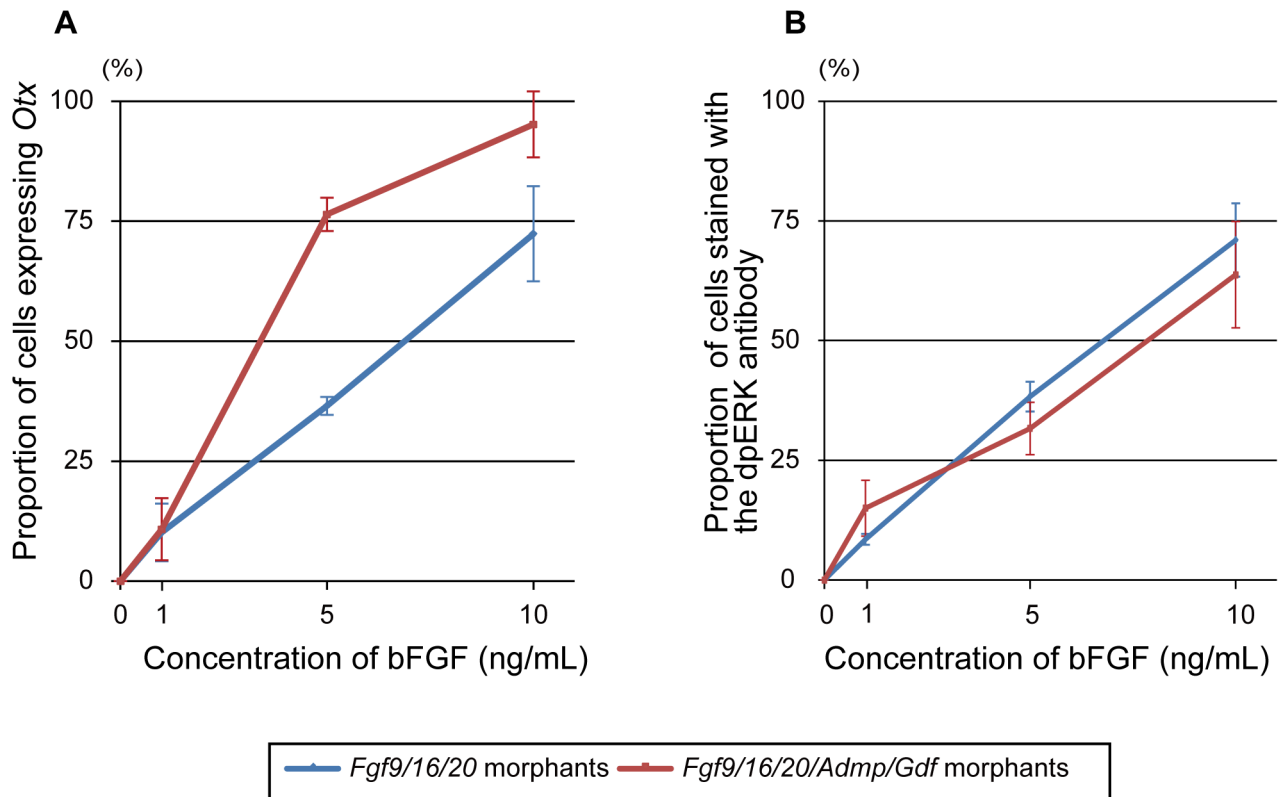 A
(%)
Proportion of cells expressing Otx
100
75
50
25
0
0 1 5 10
Concentration of bFGF (ng/mL)
B
(%)
Proportion of cells stained with
the dpERK antibody
100
75
50
25
0
0 1 5 10
Concentration of bFGF (ng/mL)
Fgf9/16/20 morphants Fgf9/16/20/Admp/Gdf morphants